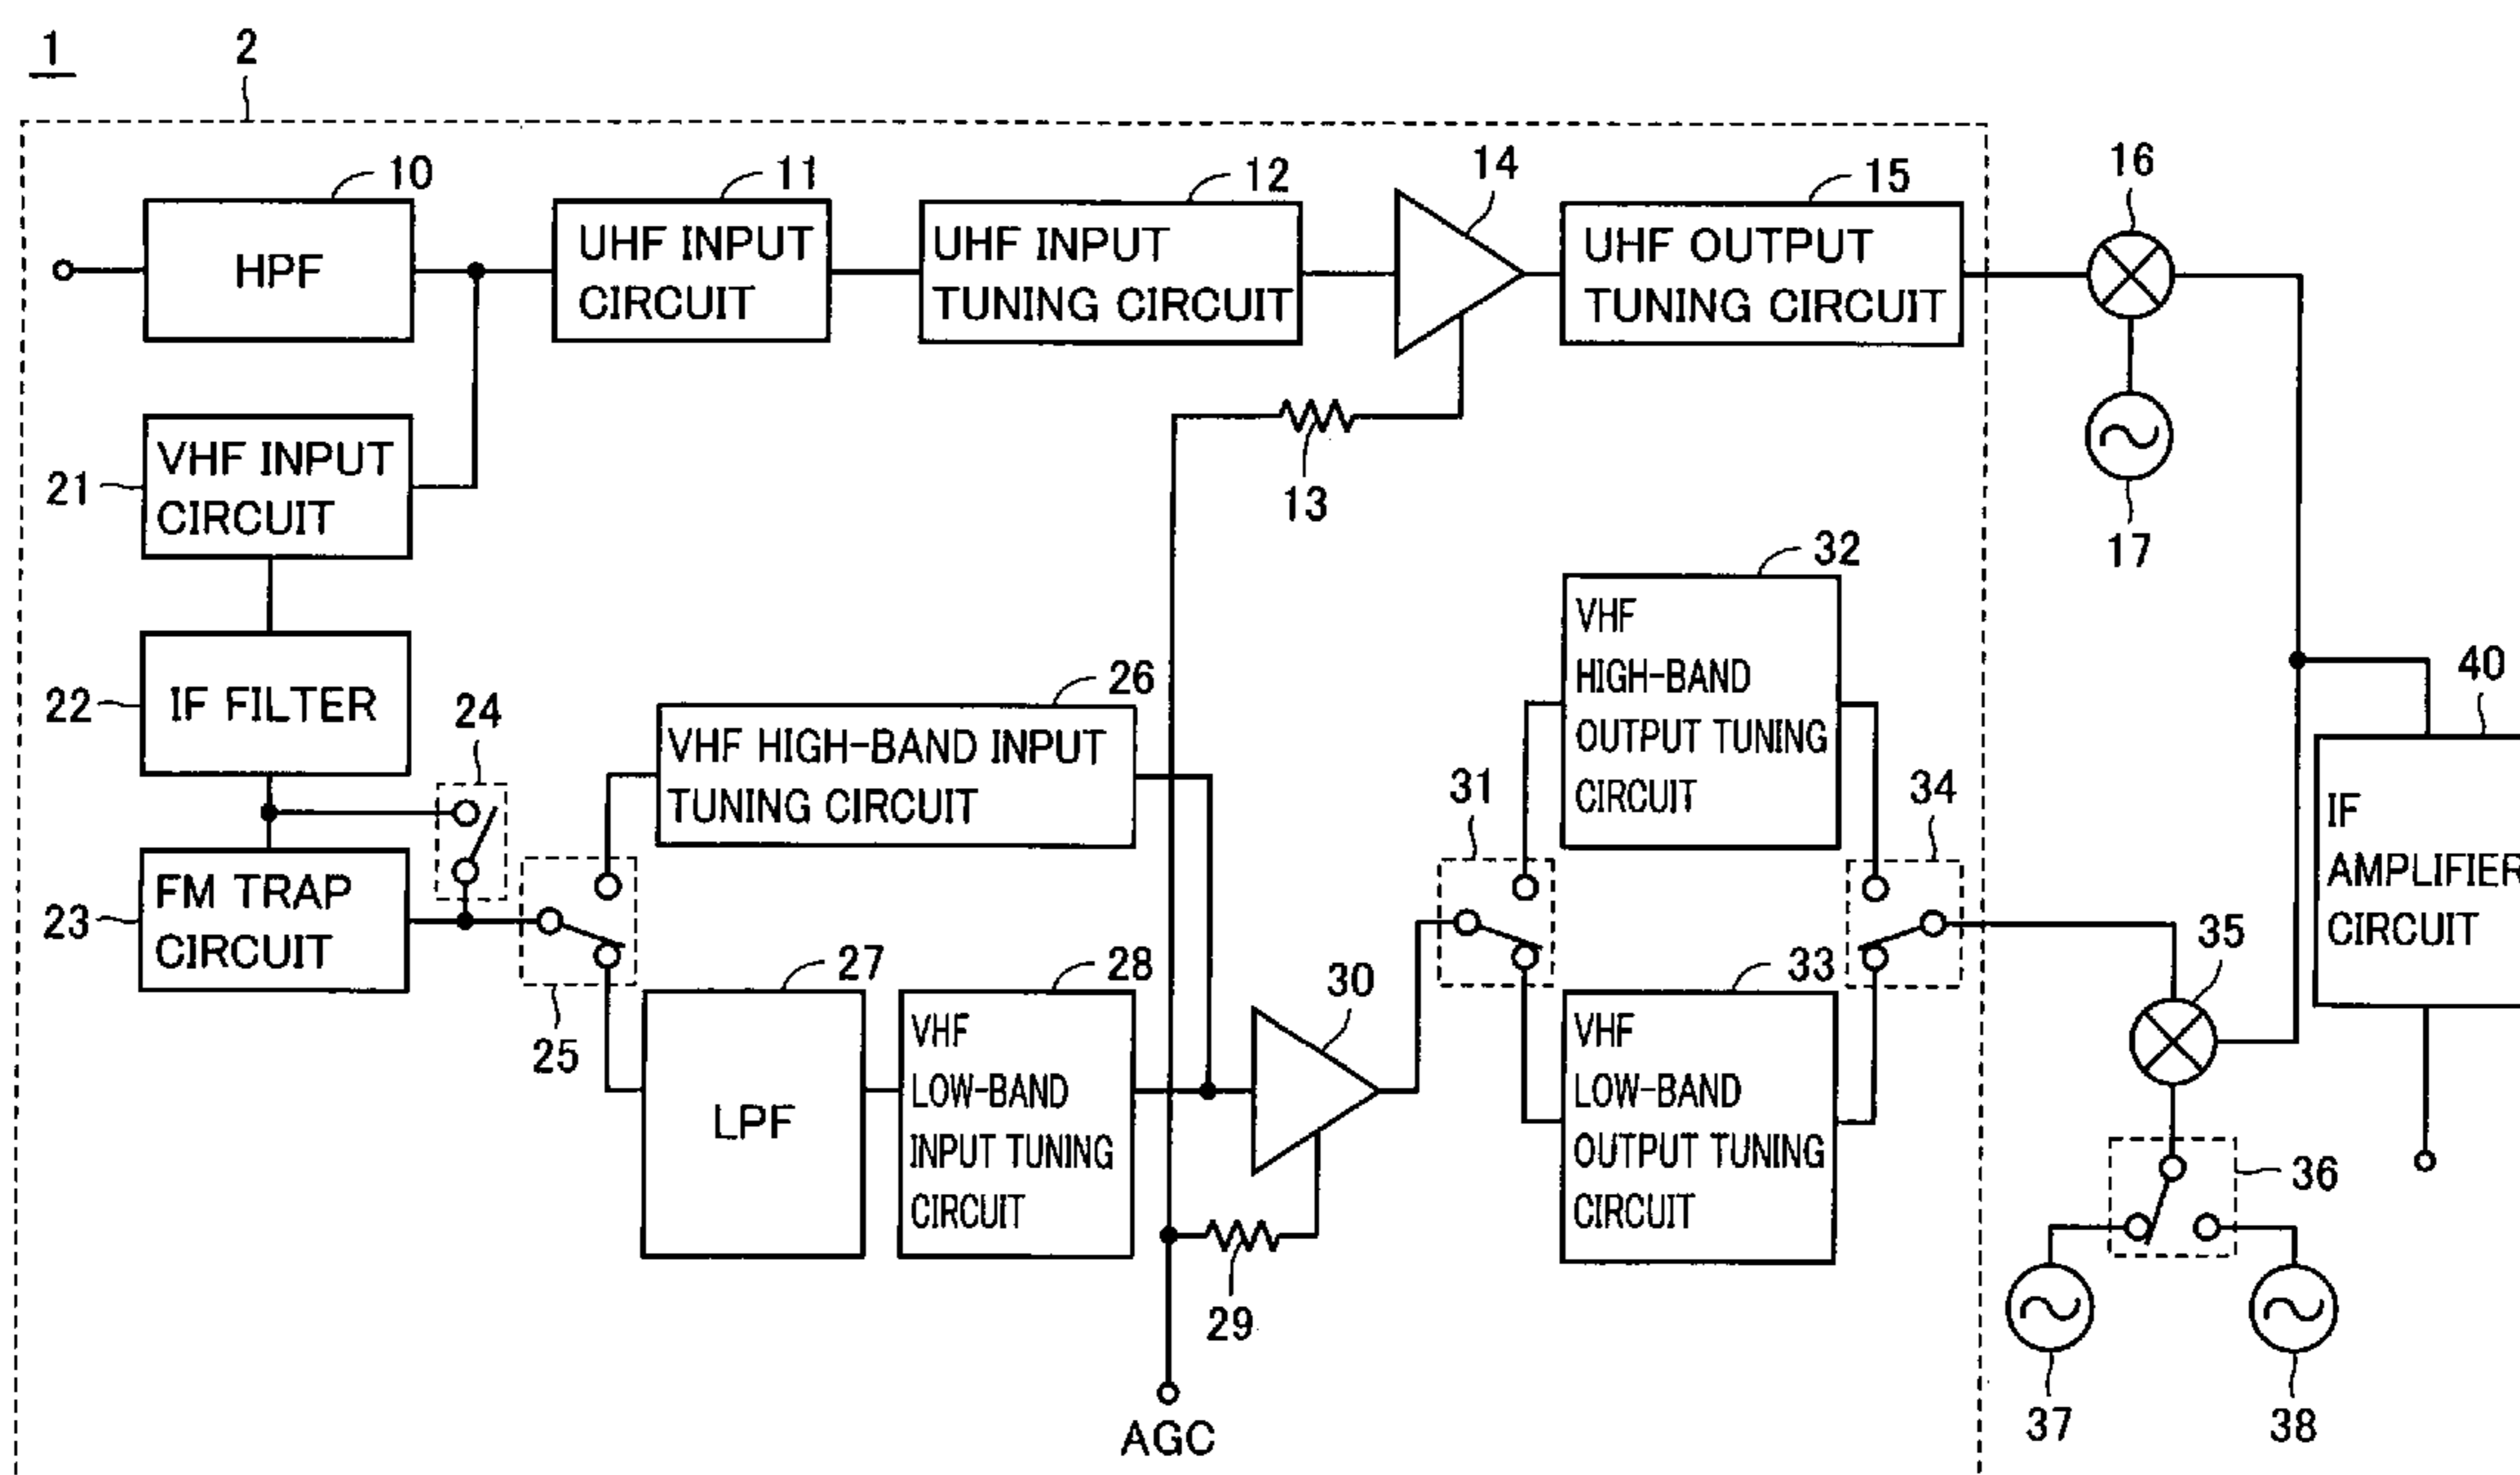 1
2
10
11
12
14
15
16
HPF
UHF INPUT
CIRCUIT
UHF INPUT
TUNING CIRCUIT
UHF OUTPUT
TUNING CIRCUIT
13
17
21
VHF INPUT
CIRCUIT
22
IF FILTER
24
26
VHF HIGH-BAND INPUT
TUNING CIRCUIT
32
VHF
HIGH-BAND
OUTPUT TUNING
CIRCUIT
31
34
40
IF
AMPLIFIER
CIRCUIT
23
FM TRAP
CIRCUIT
25
27
LPF
28
VHF
LOW-BAND
INPUT TUNING
CIRCUIT
30
33
VHF
LOW-BAND
OUTPUT TUNING
CIRCUIT
35
36
29
37
38
AGC